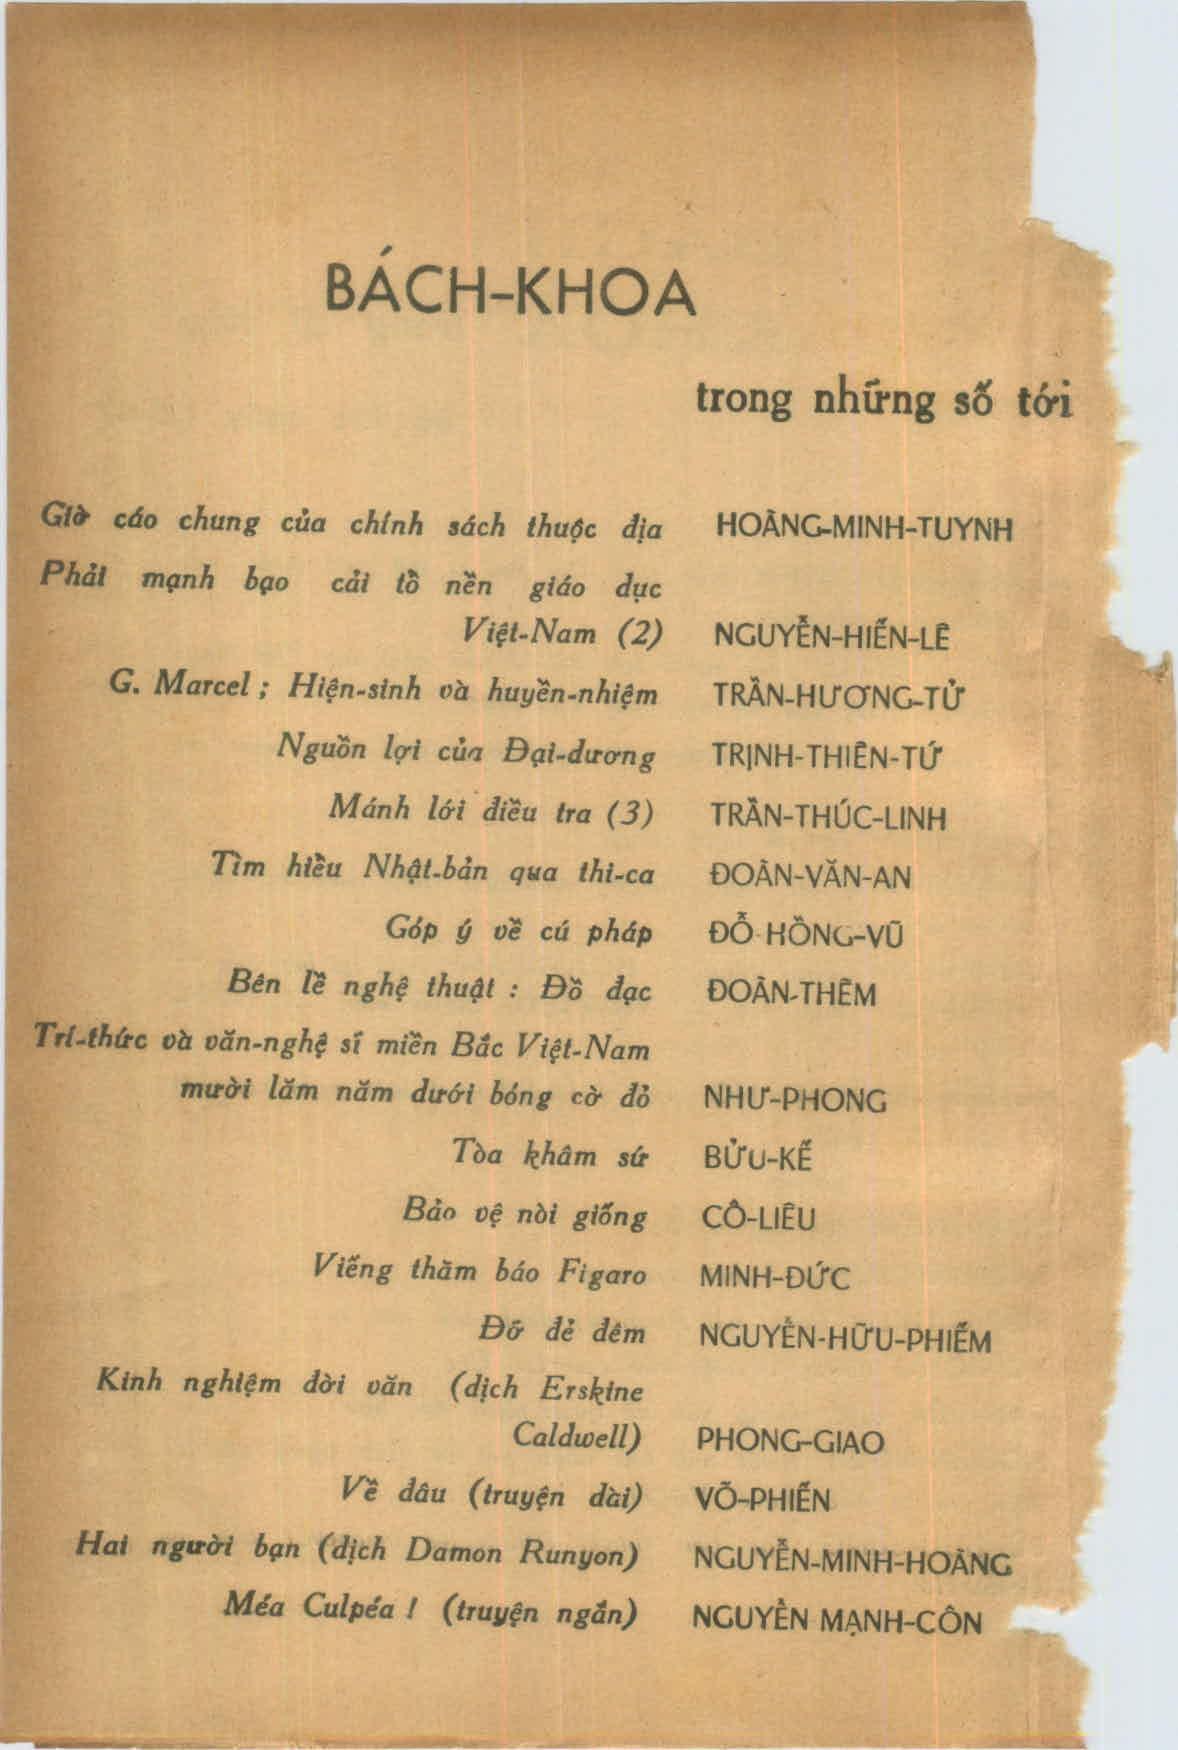 BÁCH-KHOA
trong những số tới
Giờ cáo chung của chính sách thuộc địa HOÀNG-MINH-TUYNH
Phải mạnh bạo cải tổ nền giáo dục
Việt-Nam (2) NGUYỄN-HIẾN-LÊ
G. Marcel ; Hiện-sinh và huyền-nhiệm TRẦN-HƯƠNG-TỬ
Nguồn lợi của Đại-dương TRỊNH-THIÊN-TỨ
Mánh lới điều tra (3) TRẦN-THÚC-LINH
Tìm hiểu Nhật-bản qua thi-ca ĐOÀN-VĂN-AN
Góp ý về cú pháp ĐỖ-HỒNG-VŨ
Bên lề nghệ thuật : Đồ đạc ĐOÀN-THÊM
Trí-thức và văn-nghệ sĩ miền Bắc Việt-Nam
mười lăm năm dưới bóng cờ đỏ NHƯ-PHONG
Tòa khâm sứ BỬU-KẾ
Bảo vệ nòi giống CÔ-LIÊU
Viếng thăm báo Figaro MINH-ĐỨC
Đỡ đẻ đêm NGUYỄN-HỮU-PHIẾM
Kinh nghiệm đời văn (dịch Erskine
Caldwell) PHONG-GIAO
Về đâu (truyện dài) VÕ-PHIẾN
Hai người bạn (dịch Damon Runyon) NGUYỄN-MINH-HOÀNG
Méa Culpéa ! (truyện ngắn) NGUYỄN MẠNH-CÔN